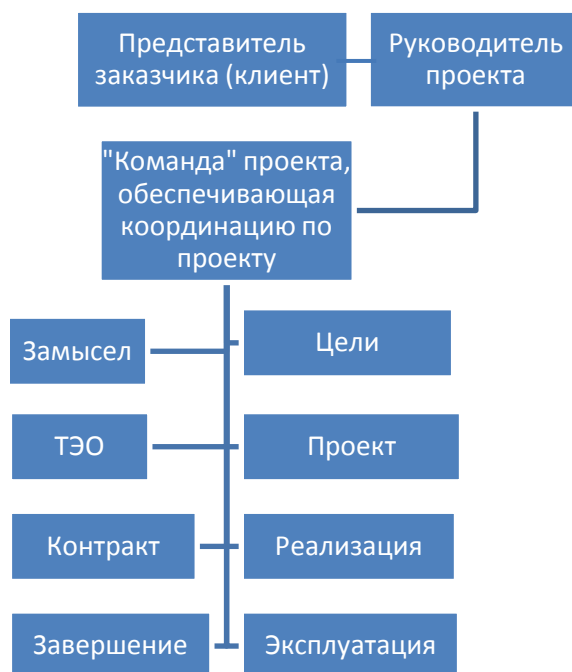 Представитель
заказчика (клиент)
Руководитель
проекта
"Команда" проекта,
обеспечивающая
координацию по
проекту
Замысел
Цели
ТЭО
Проект
Контракт
Реализация
Завершение
Эксплуатация